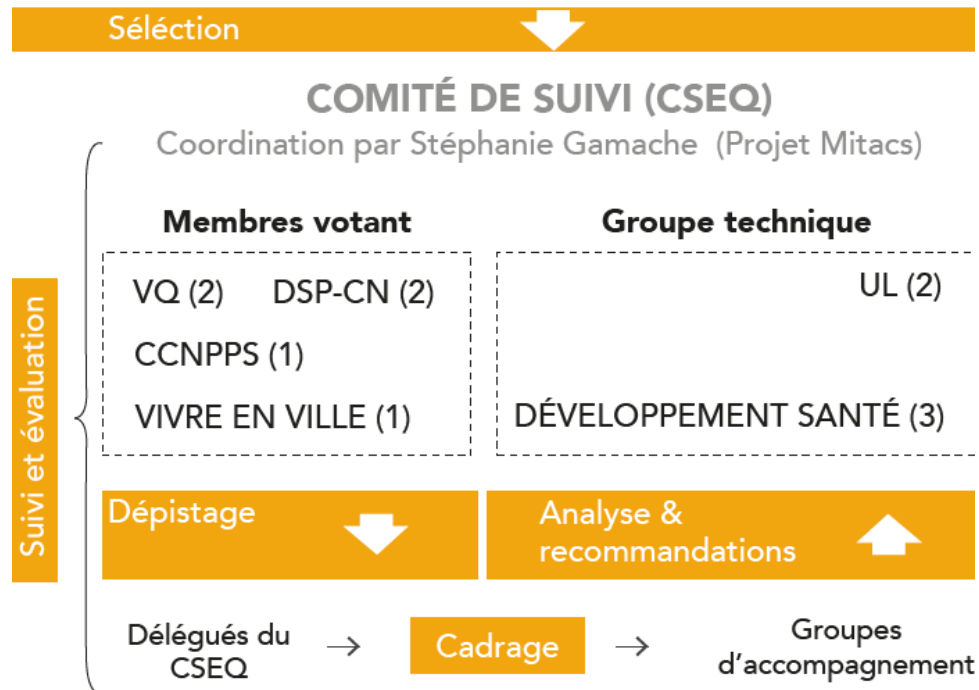 Séléction
COMITÉ DE SUIVI (CSEQ)
Coordination par Stéphanie Gamache (Projet Mitacs)
Suivi et évaluation
Membres votant
VQ (2) DSP-CN (2)
CCNPPS (1)
VIVRE EN VILLE (1)
Groupe technique
UL (2)
DÉVELOPPEMENT SANTÉ (3)
Dépistage
Analyse &
recommandations
Délégués du
CSEQ
→
Cadrage
→
Groupes
d’accompagnement